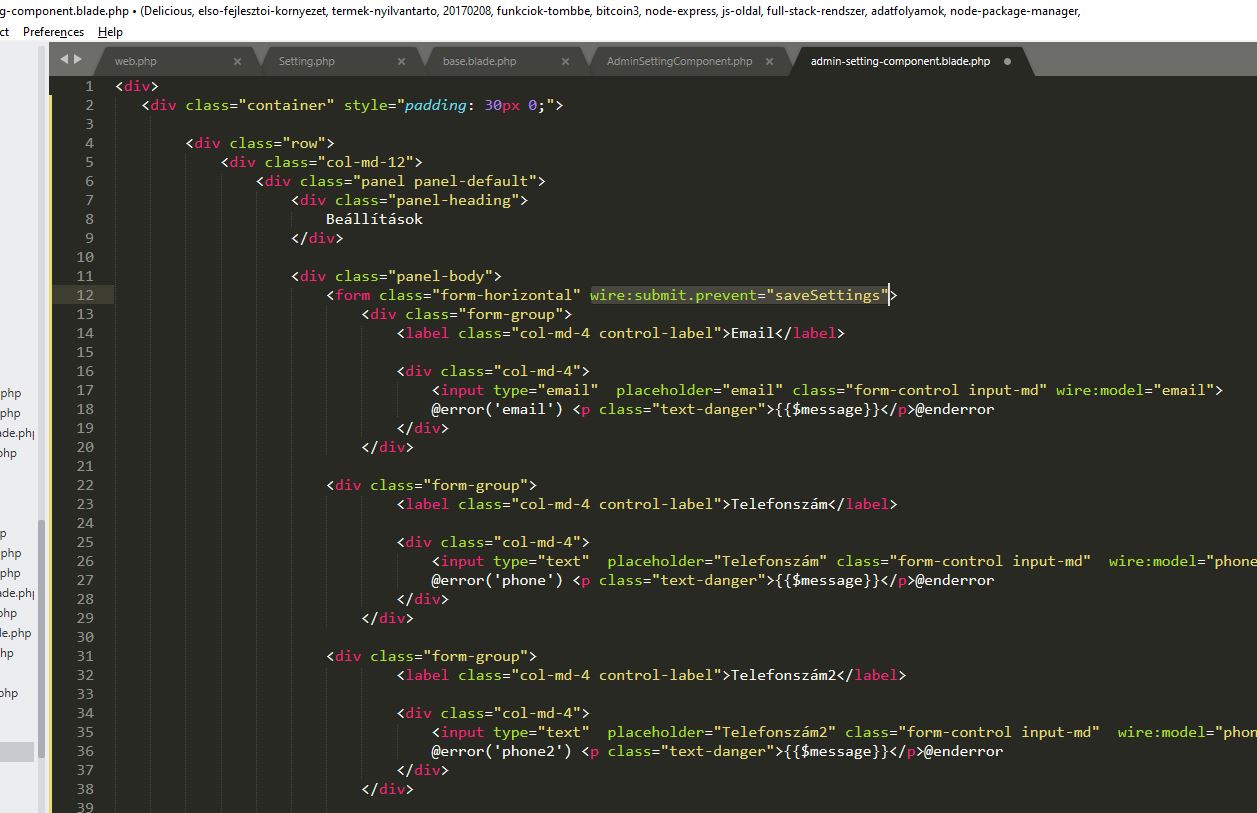 g-component.blade.php • (Delicious, elso-fejlesztoi-kornyezet, termek-nyilvantarto, 20170208, funkciok-tombbe, bitcoin3, node-express, js-oldal, full-stack-rendszer, adatfolyamok, node-package-manager,
ct Preferences Help
web.php × Setting.php × base.blade.php × AdminSettingComponent.php × admin-setting-component.blade.php
1 <div>
2 <div class="container" style="padding: 30px 0;">
3
4 <div class="row">
5 <div class="col-md-12">
6 <div class="panel panel-default">
7 <div class="panel-heading">
8 Beállítások
9 </div>
10
11 <div class="panel-body">
12 <form class="form-horizontal" wire:submit.prevent="saveSettings">
13 <div class="form-group">
14 <label class="col-md-4 control-label">Email</label>
15
16 <div class="col-md-4">
17 <input type="email"  placeholder="email" class="form-control input-md" wire:model="email">
18 @error('email') <p class="text-danger">{{$message}}</p>@enderror
19 </div>
20 </div>
21
22 <div class="form-group">
23 <label class="col-md-4 control-label">Telefonszám</label>
24
25 <div class="col-md-4">
26 <input type="text"  placeholder="Telefonszám" class="form-control input-md"  wire:model="phone
27 @error('phone') <p class="text-danger">{{$message}}</p>@enderror
28 </div>
29 </div>
30
31 <div class="form-group">
32 <label class="col-md-4 control-label">Telefonszám2</label>
33
34 <div class="col-md-4">
35 <input type="text"  placeholder="Telefonszám2" class="form-control input-md"  wire:model="phon
36 @error('phone2') <p class="text-danger">{{$message}}</p>@enderror
37 </div>
38 </div>
39
php
php
ade.php
php
p
php
php
ade.php
php
le.php
hp
php